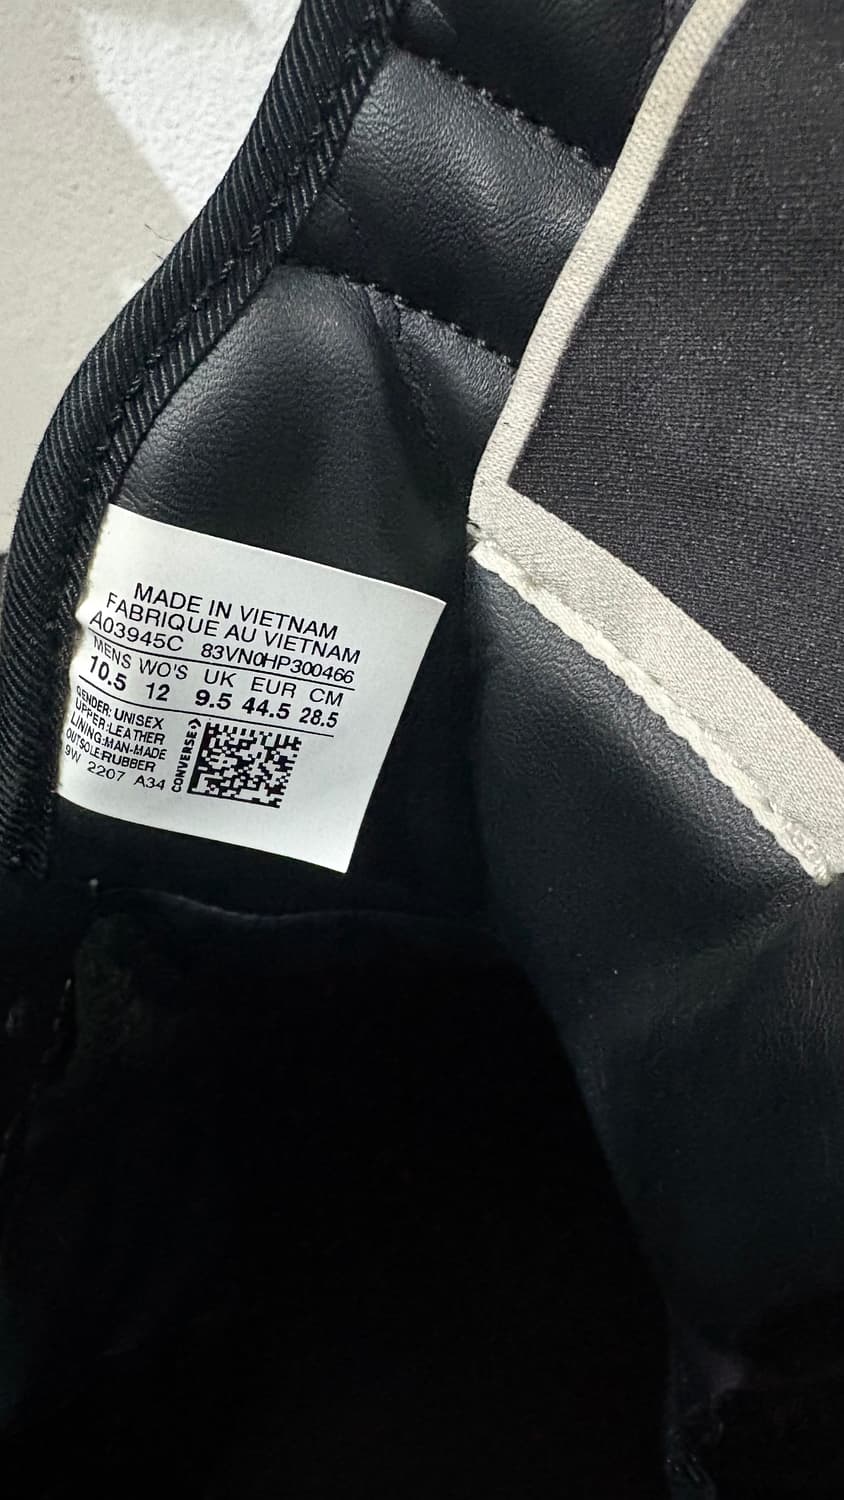 MADE IN VIETNAM
FABRIQUE AU VIETNAM
A03945C 83VN0HP300466
MENS WO'S UK EUR CM
10.5 12 9.5 44.5 28.5
GENDER: UNISEX
UPPER:LEATHER
LINING:MAN-MADE
OUTSOLE:RUBBER
9W 2207 A34
CONVERSE